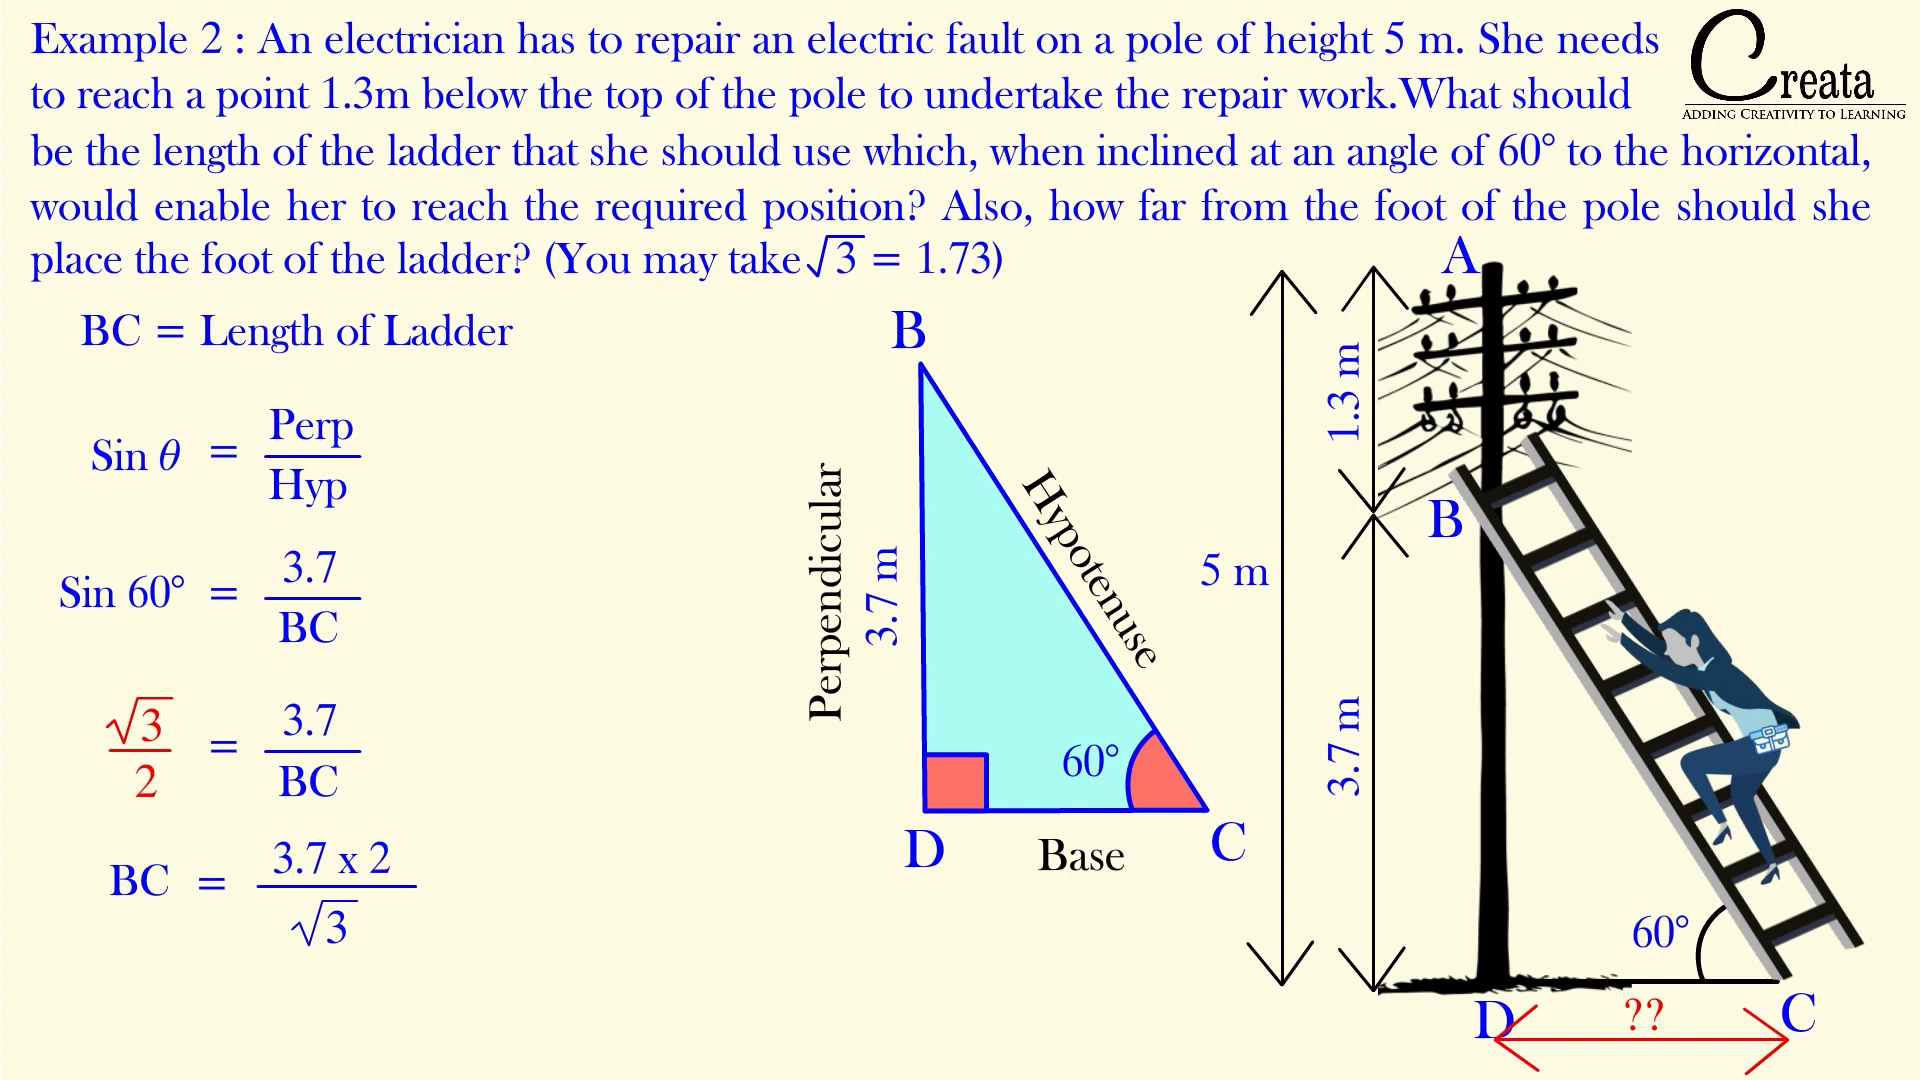 Example 2 : An electrician has to repair an electric fault on a pole of height 5 m. She needs
to reach a point 1.3m below the top of the pole to undertake the repair work.What should
be the length of the ladder that she should use which, when inclined at an angle of 60° to the horizontal,
would enable her to reach the required position? Also, how far from the foot of the pole should she
place the foot of the ladder? (You may take √3 = 1.73)
Creata
ADDING CREATIVITY TO LEARNING
BC = Length of Ladder
Sin θ = Perp
Hyp
Sin 60° = 3.7
BC
√3 = 3.7
2 BC
BC = 3.7 x 2
√3
B
Perpendicular
3.7 m
Hypotenuse
60°
D
C
Base
A
5 m
1.3 m
B
3.7 m
60°
D
??
C